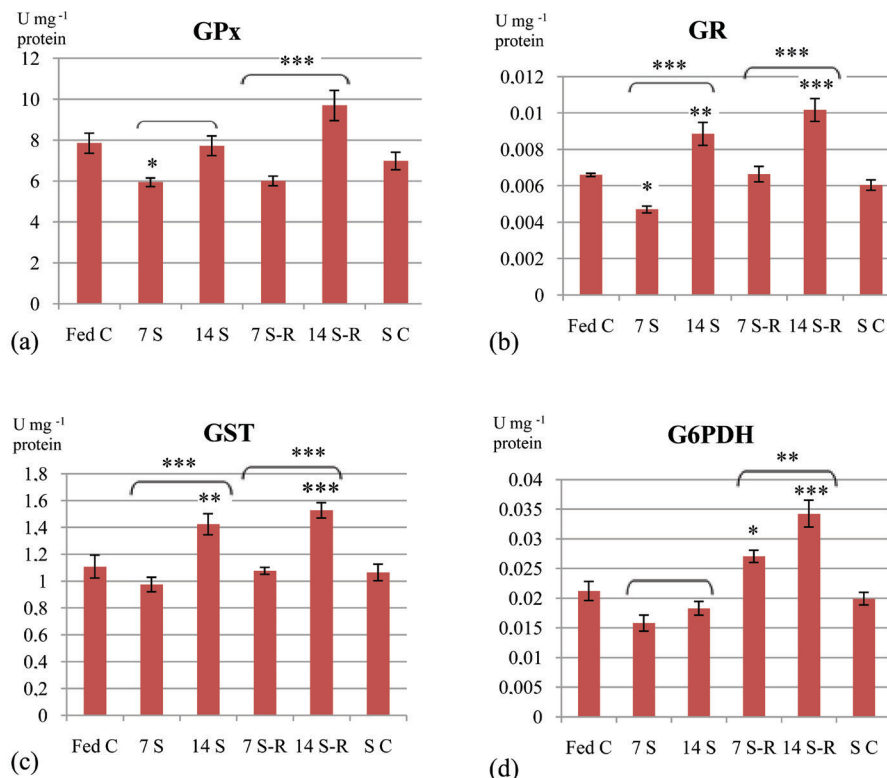 U mg -1
protein
GPx
12
10
8
6
4
2
0
*
***
Fed C 7 S 14 S 7 S-R 14 S-R S C
(a)
U mg -1
protein
GR
0.012
0.010
0.008
0.006
0.004
0.002
0
***
***
*
**
***
Fed C 7 S 14 S 7 S-R 14 S-R S C
(b)
U mg -1
protein
GST
1.8
1.6
1.4
1.2
1
0.8
0.6
0.4
0.2
0
***
***
**
***
Fed C 7 S 14 S 7 S-R 14 S-R S C
(c)
U mg -1
protein
G6PDH
0.04
0.035
0.03
0.025
0.02
0.015
0.01
0.005
0
**
*
***
Fed C 7 S 14 S 7 S-R 14 S-R S C
(d)